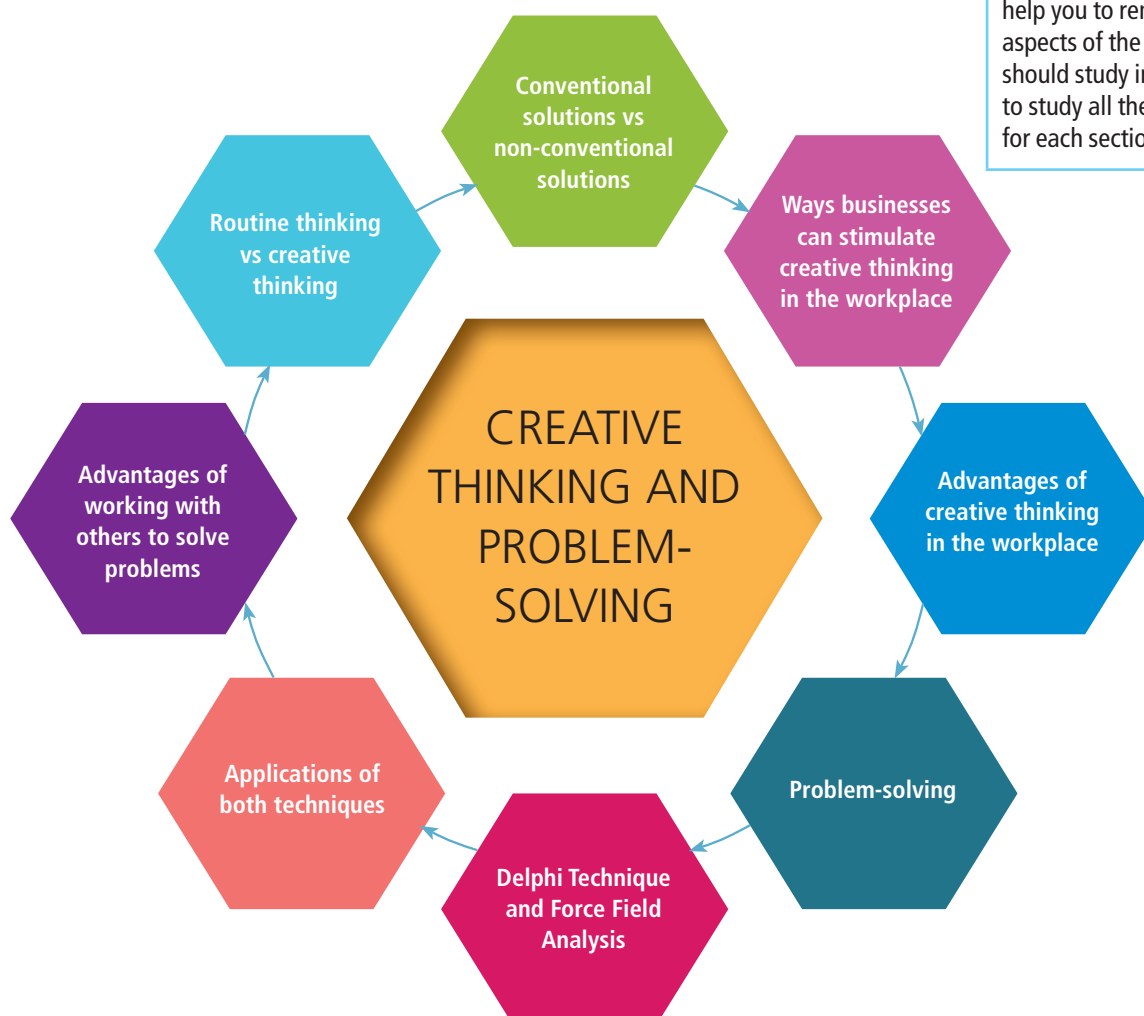 help you to
aspects of the
should study
to study all the
for each
Conventional
solutions vs
non-conventional
solutions
Ways businesses
can stimulate
creative thinking
in the workplace
Advantages of
creative thinking
in the workplace
Problem-solving
Delphi Technique
and Force Field
Analysis
Applications of
both techniques
Advantages of
working with
others to solve
problems
Routine thinking
vs creative
thinking
CREATIVE
THINKING AND
PROBLEM-
SOLVING